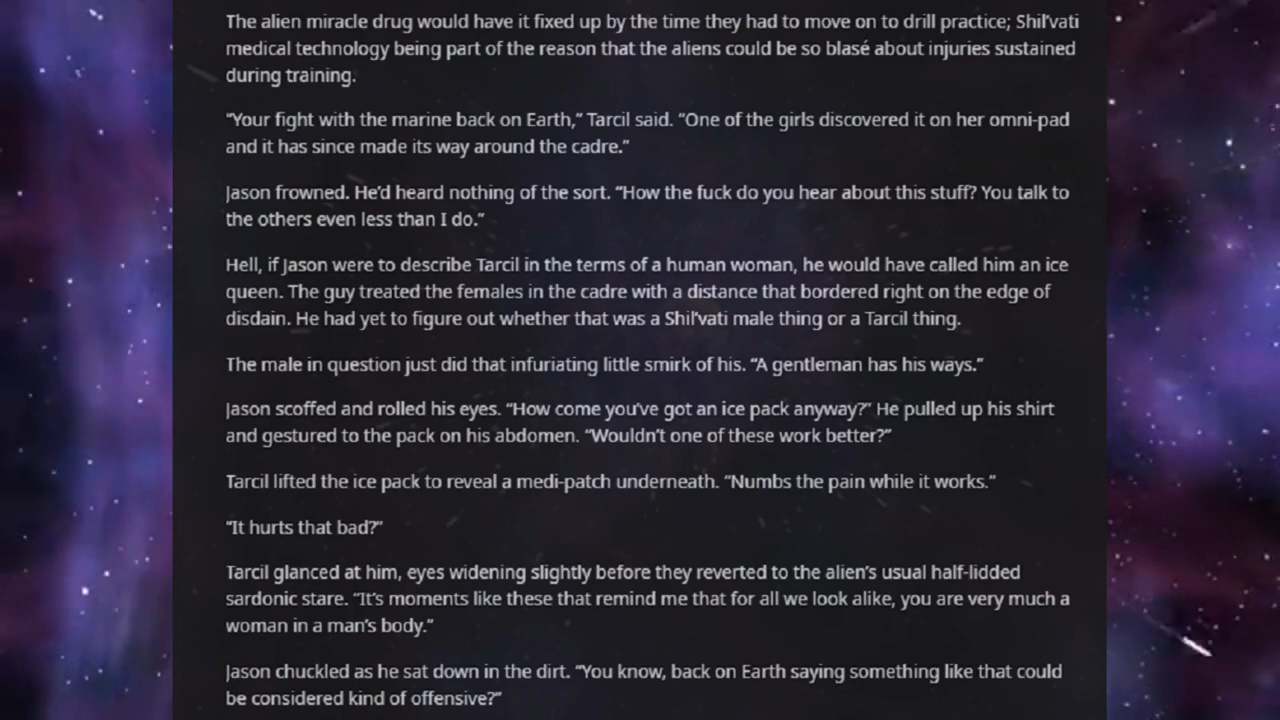 The alien miracle drug would have it fixed up by the time they had to move on to drill practice; Shil’vati
medical technology being part of the reason that the aliens could be so blasé about injuries sustained
during training.
“Your fight with the marine back on Earth,” Tarcil said. “One of the girls discovered it on her omni-pad
and it has since made its way around the cadre.”
Jason frowned. He’d heard nothing of the sort. “How the fuck do you hear about this stuff? You talk to
the others even less than I do.”
Hell, if Jason were to describe Tarcil in the terms of a human woman, he would have called him an ice
queen. The guy treated the females in the cadre with a distance that bordered right on the edge of
disdain. He had yet to figure out whether that was a Shil’vati male thing or a Tarcil thing.
The male in question just did that infuriating little smirk of his. “A gentleman has his ways.”
Jason scoffed and rolled his eyes. “How come you’ve got an ice pack anyway?” He pulled up his shirt
and gestured to the pack on his abdomen. “Wouldn’t one of these work better?”
Tarcil lifted the ice pack to reveal a medi-patch underneath. “Numbs the pain while it works.”
“It hurts that bad?”
Tarcil glanced at him, eyes widening slightly before they reverted to the alien’s usual half-lidded
sardonic stare. “It’s moments like these that remind me that for all we look alike, you are very much a
woman in a man’s body.”
Jason chuckled as he sat down in the dirt. “You know, back on Earth saying something like that could
be considered kind of offensive?”